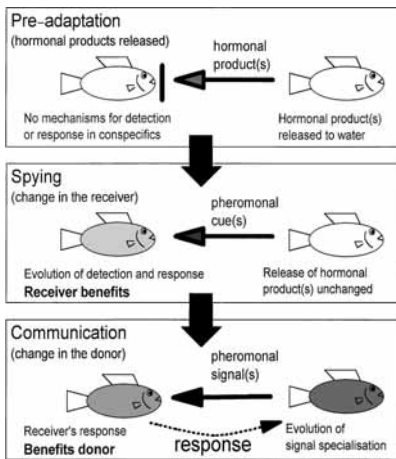 Pre-adaptation
(hormonal products released)
hormonal
product(s)
No mechanisms for detection
or response in conspecifics
Hormonal product(s)
released to water
Spying
(change in the receiver)
pheromonal
cue(s)
Evolution of detection and response
Receiver benefits
Release of hormonal
product(s) unchanged
Communication
(change in the donor)
pheromonal
signal(s)
Receiver's response
Benefits donor
response
Evolution of
signal specialisation